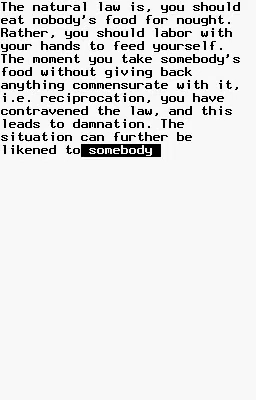 The natural law is, you should
eat nobody's food for nought.
Rather, you should labor with
your hands to feed yourself.
The moment you take somebody's
food without giving back
anything commensurate with it,
i.e. reciprocation, you have
contravened the law, and this
leads to damnation. The
situation can further be
likened to somebody